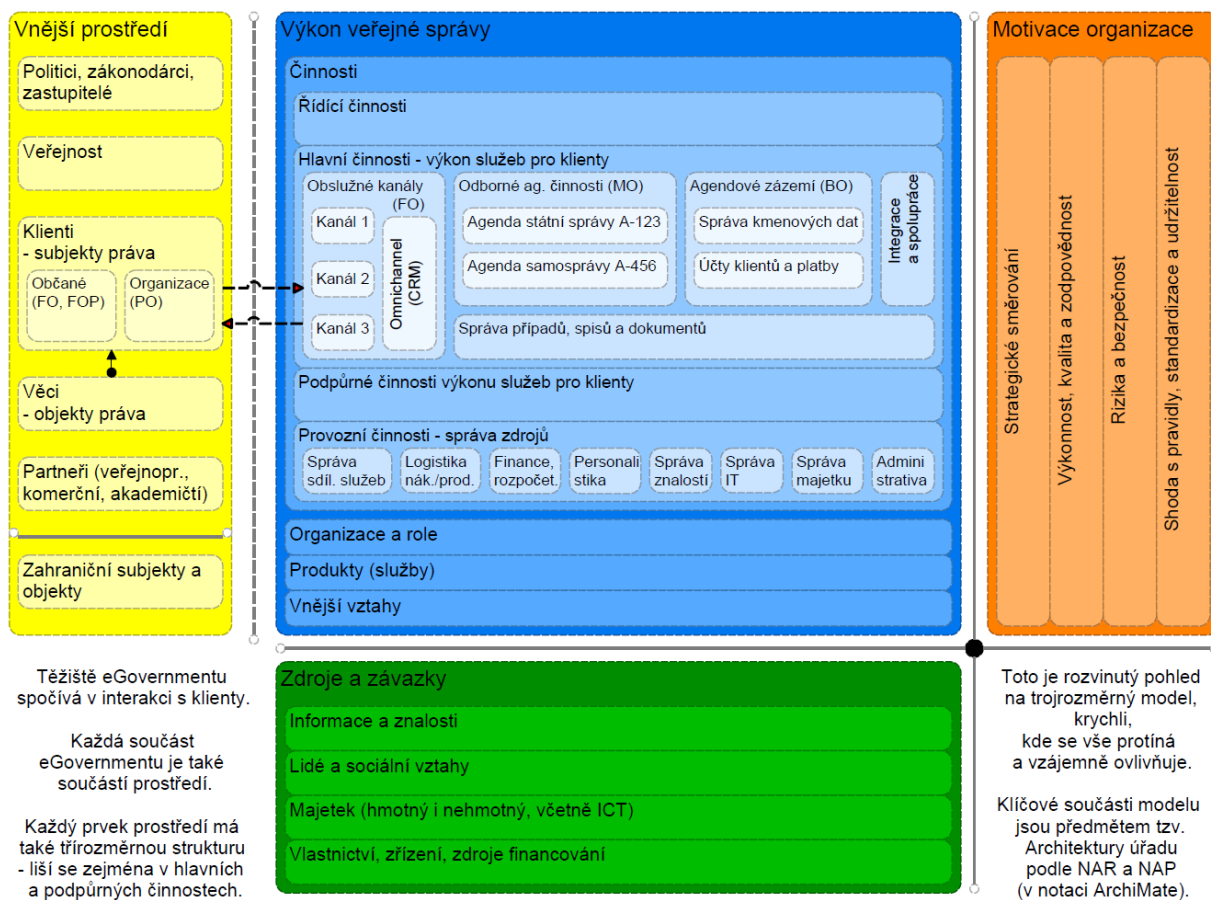 Vnější prostředí
Politici, zákonodárci,
zastupitelé
Veřejnost
Klienti
- subjekty práva
Občané
(FO, FOP)
Organizace
(PO)
Věci
- objekty práva
Partneři (veřejnopr.,
komerční, akademičtí)
Zahraniční subjekty a
objekty
Výkon veřejné správy
Činnosti
Řídící činnosti
Hlavní činnosti - výkon služeb pro klienty
Obslužné kanály
(FO)
Kanál 1
Kanál 2
Kanál 3
Omnichannel
(CRM)
Odborné ag. činnosti (MO)
Agenda státní správy A-123
Agenda samosprávy A-456
Agendové zázemí (BO)
Správa kmenových dat
Účty klientů a platby
Integrace
a spolupráce
Správa případů, spisů a dokumentů
Podpůrné činnosti výkonu služeb pro klienty
Provozní činnosti - správa zdrojů
Správa
sdíl. služeb
Logistika
nák./prod.
Finance,
rozpočet.
Personali
stika
Správa
znalostí
Správa
IT
Správa
majetku
Admini
strativa
Organizace a role
Produkty (služby)
Vnější vztahy
Motivace organizace
Strategické směrování
Výkonnost, kvalita a zodpovědnost
Rizika a bezpečnost
Shoda s pravidly, standardizace a udržitelnost
Těžiště eGovernmentu
spočívá v interakci s klienty.
Každá součást
eGovernmentu je také
součástí prostředí.
Každý prvek prostředí má
také třírozměrnou strukturu
- liší se zejména v hlavních
a podpůrných činnostech.
Zdroje a závazky
Informace a znalosti
Lidé a sociální vztahy
Majetek (hmotný i nehmotný, včetně ICT)
Vlastnictví, zřízení, zdroje financování
Toto je rozvinutý pohled
na trojrozměrný model,
krychli,
kde se vše protíná
a vzájemně ovlivňuje.
Klíčové součásti modelu
jsou předmětem tzv.
Architektury úřadu
podle NAR a NAP
(v notaci ArchiMate).